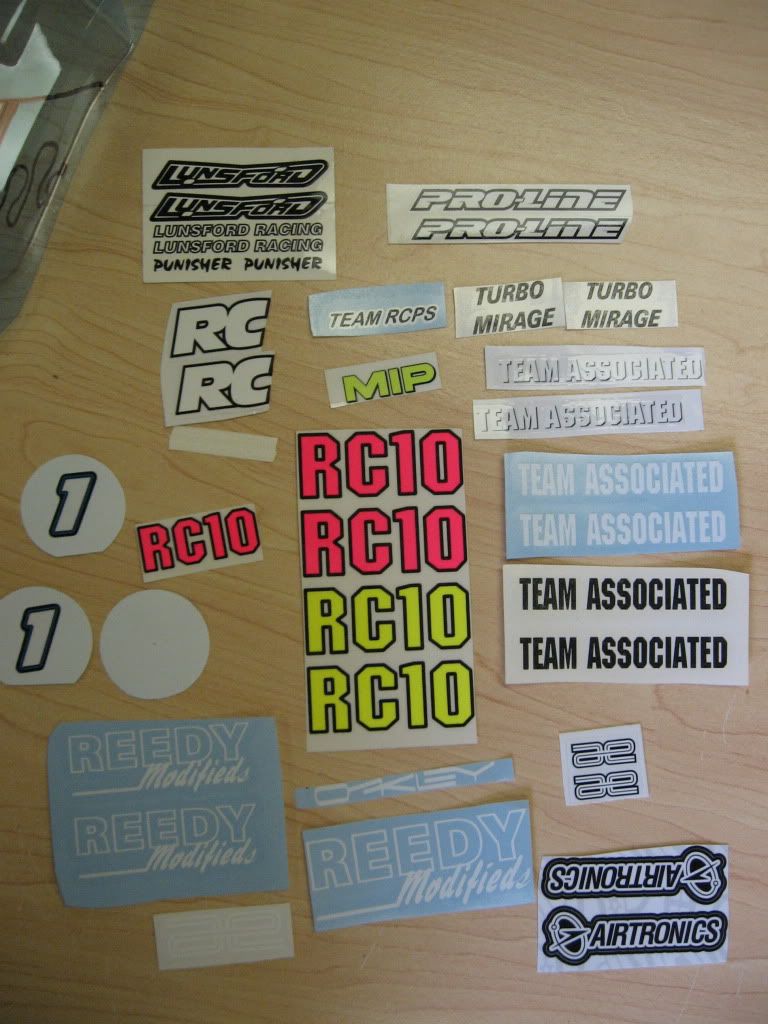 LUNSFORD
LUNSFORD
LUNSFORD RACING
LUNSFORD RACING
PUNISHER PUNISHER
PRO-LINE
PRO-LINE
RC
RC
TEAM RCPS
TURBO
MIRAGE
TURBO
MIRAGE
MIP
TEAM ASSOCIATED
TEAM ASSOCIATED
1
RC10
RC10
RC10
RC10
RC10
TEAM ASSOCIATED
TEAM ASSOCIATED
TEAM ASSOCIATED
TEAM ASSOCIATED
1
REEDY
Modifieds
REEDY
Modifieds
OAKLEY
REEDY
Modifieds
AIRTRONICS
AIRTRONICS